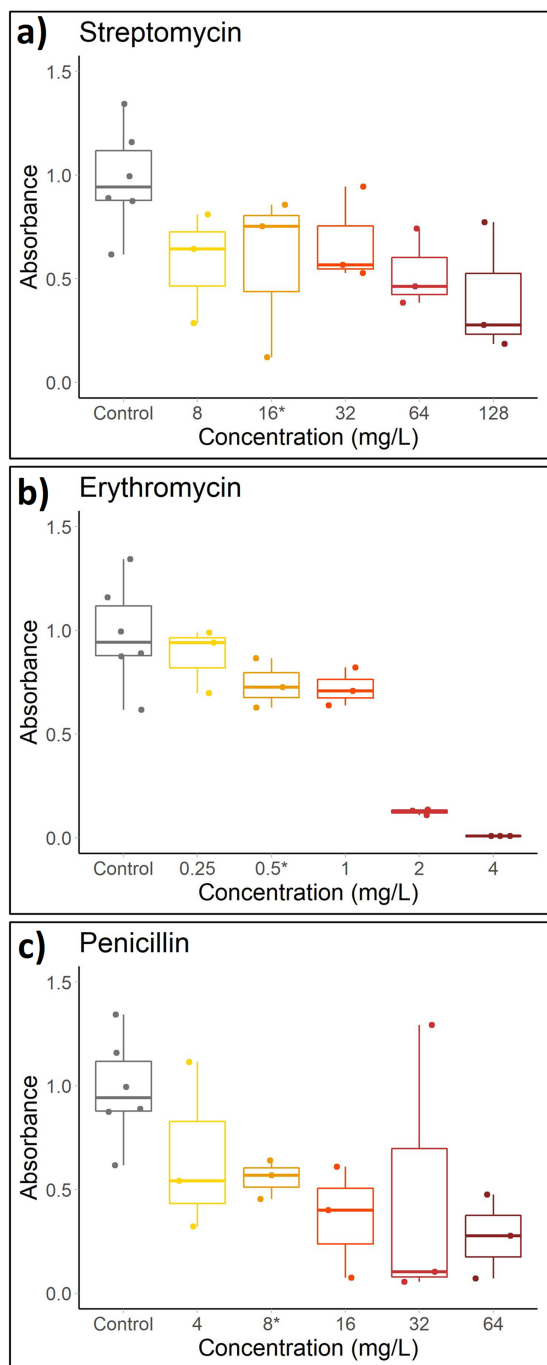 a) Streptomycin
1.5
1.0
0.5
0.0
Absorbance
Control 8 16* 32 64 128
Concentration (mg/L)
b) Erythromycin
1.5
1.0
0.5
0.0
Absorbance
Control 0.25 0.5* 1 2 4
Concentration (mg/L)
c) Penicillin
1.5
1.0
0.5
0.0
Absorbance
Control 4 8* 16 32 64
Concentration (mg/L)